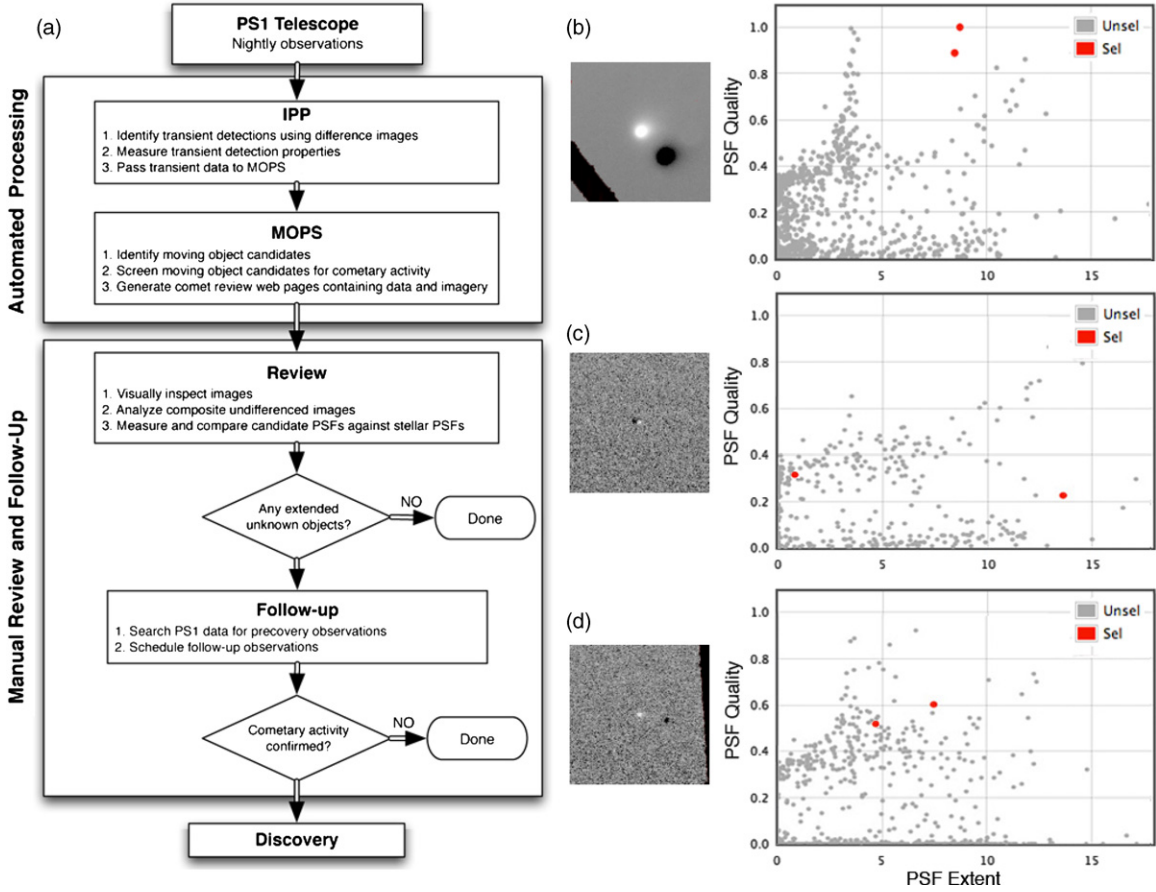 (a)
PS1 Telescope
Nightly observations
Automated Processing
IPP
1. Identify transient detections using difference images
2. Measure transient detection properties
3. Pass transient data to MOPS
MOPS
1. Identify moving object candidates
2. Screen moving object candidates for cometary activity
3. Generate comet review web pages containing data and imagery
Manual Review and Follow-Up
Review
1. Visually inspect images
2. Analyze composite undifferenced images
3. Measure and compare candidate PSFs against stellar PSFs
Any extended
unknown objects?
NO
Done
Follow-up
1. Search PS1 data for precovery observations
2. Schedule follow-up observations
Cometary activity
confirmed?
NO
Done
Discovery
(b)
PSF Quality
1.0
0.8
0.6
0.4
0.2
0.0
0
5
10
15
Unsel
Sel
(c)
PSF Quality
1.0
0.8
0.6
0.4
0.2
0.0
0
5
10
15
Unsel
Sel
(d)
PSF Quality
1.0
0.8
0.6
0.4
0.2
0.0
0
5
10
15
Unsel
Sel
PSF Extent